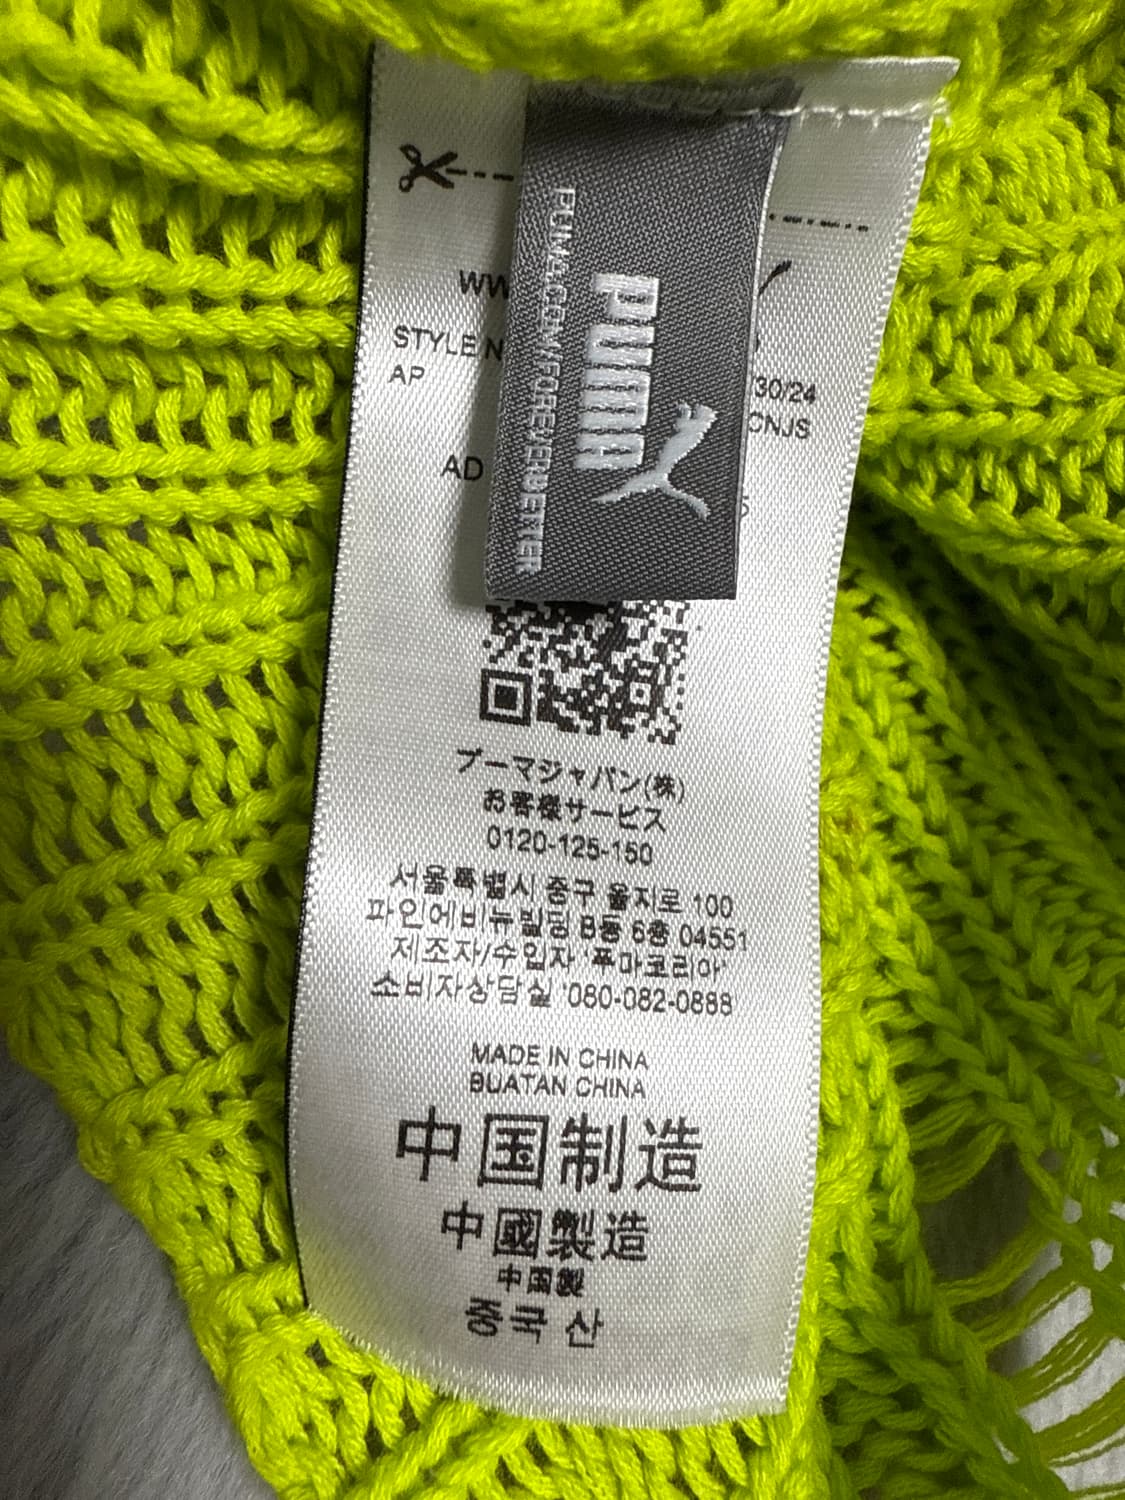 PUMA
PUMA.COM/FOREVERBETTER
WW
STYLE N
AP
30/24
CNJS
AD
プーマジャパン(株)
お客様サービス
0120-125-150
서울특별시 중구 을지로 100
파인에비뉴빌딩 B동 6층 04551
제조자/수입자 '푸마코리아'
소비자상담실 '080-082-0888
MADE IN CHINA
BUATAN CHINA
中国制造
中國製造
中国製
중국 산